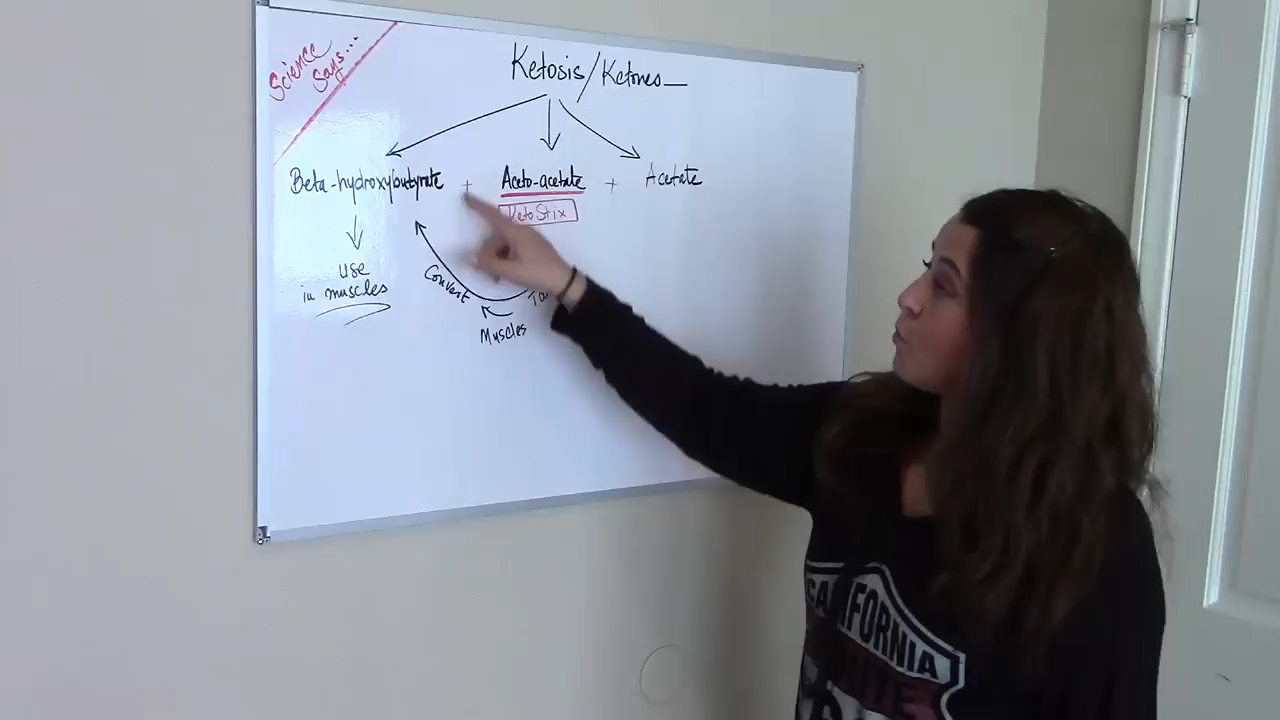 Science
says...
Ketosis/Ketones
Beta-hydroxybutyrate + Aceto-acetate + Acetate
KetoStix
use
in muscles
Convert
Muscles
CALIFORNIA